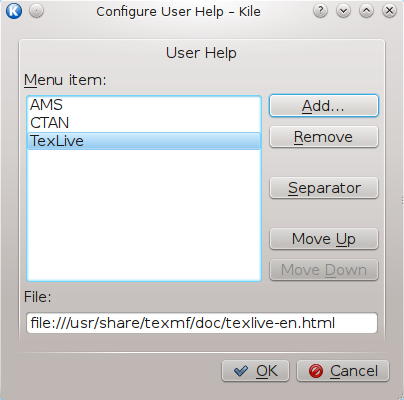 Configure User Help – Kile
User Help
Menu item:
AMS
CTAN
TexLive
Add...
Remove
Separator
Move Up
Move Down
File:
file:///usr/share/texmf/doc/texlive-en.html
OK
Cancel